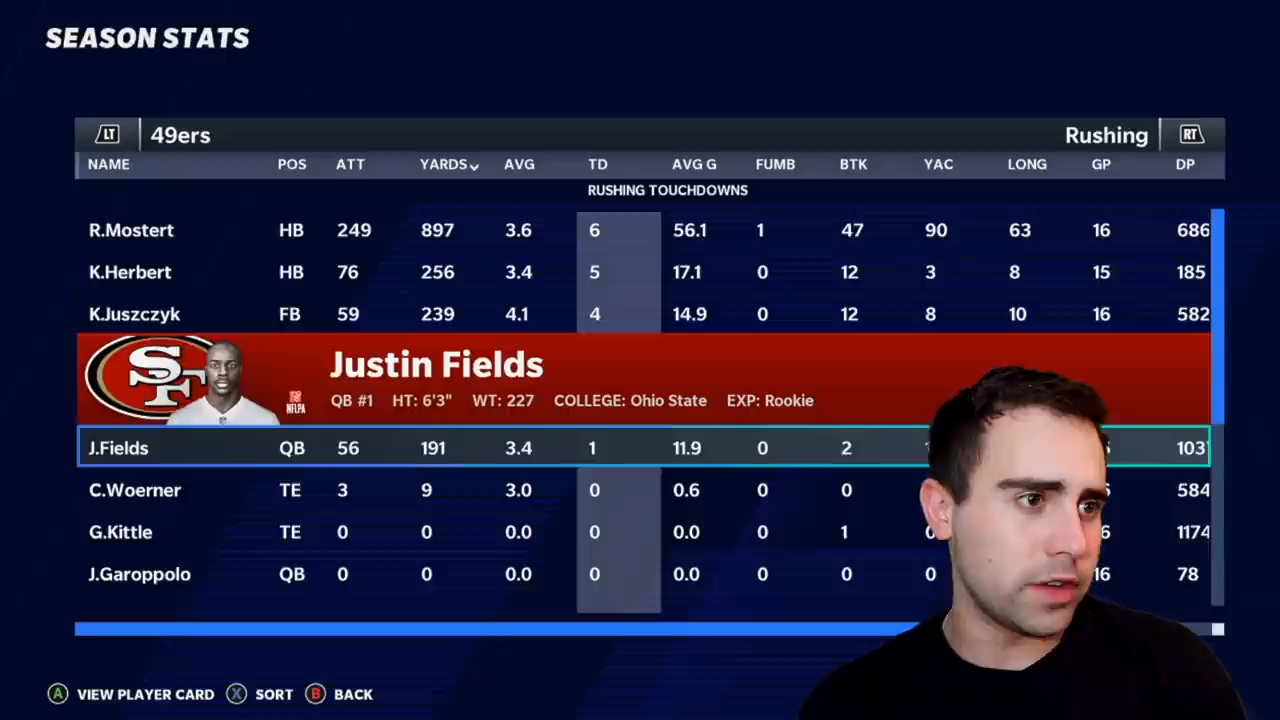 SEASON STATS
LT 49ers Rushing RT
NAME POS ATT YARDS AVG TD AVG G FUMB BTK YAC LONG GP DP
RUSHING TOUCHDOWNS
R.Mostert HB 249 897 3.6 6 56.1 1 47 90 63 16 686
K.Herbert HB 76 256 3.4 5 17.1 0 12 3 8 15 185
K.Juszczyk FB 59 239 4.1 4 14.9 0 12 8 10 16 582
SF Justin Fields
NFLPA QB #1 HT: 6'3" WT: 227 COLLEGE: Ohio State EXP: Rookie
J.Fields QB 56 191 3.4 1 11.9 0 2 103
C.Woerner TE 3 9 3.0 0 0.6 0 0 584
G.Kittle TE 0 0 0.0 0 0.0 0 1 1174
J.Garoppolo QB 0 0 0.0 0 0.0 0 0 0 16 78
A VIEW PLAYER CARD X SORT B BACK